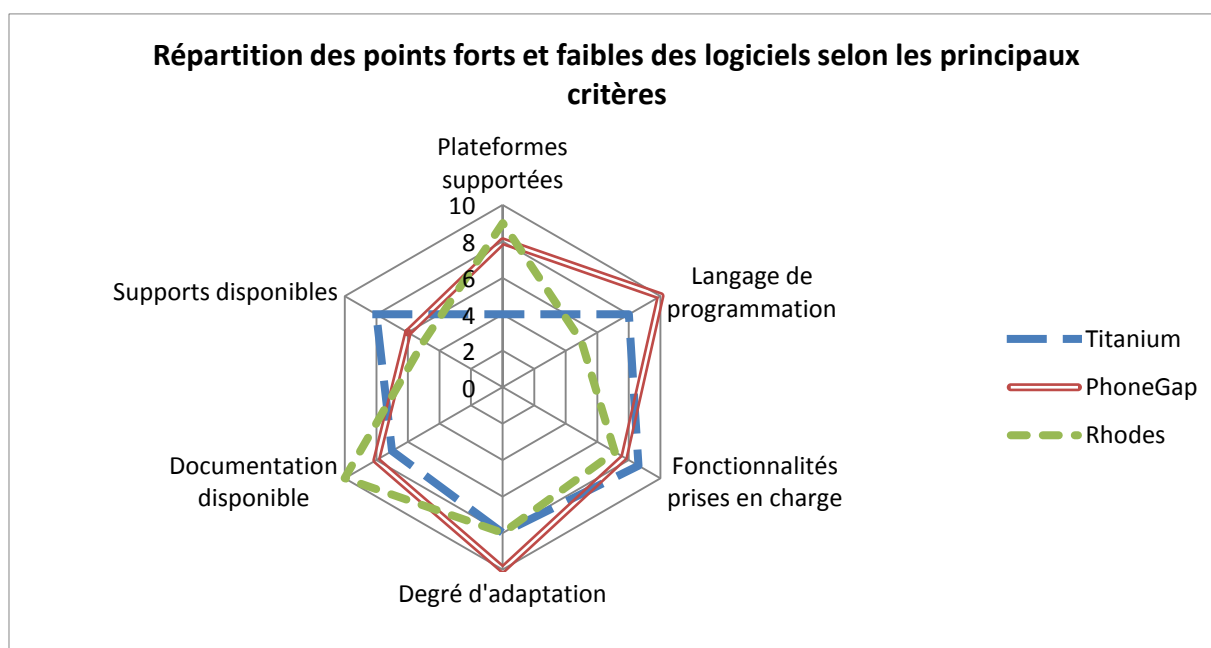 Répartition des points forts et faibles des logiciels selon les principaux
critères
Plateformes
supportées
10
8
6
4
2
0
Langage de
programmation
Fonctionnalités
prises en charge
Degré d'adaptation
Documentation
disponible
Supports disponibles
Titanium
PhoneGap
Rhodes